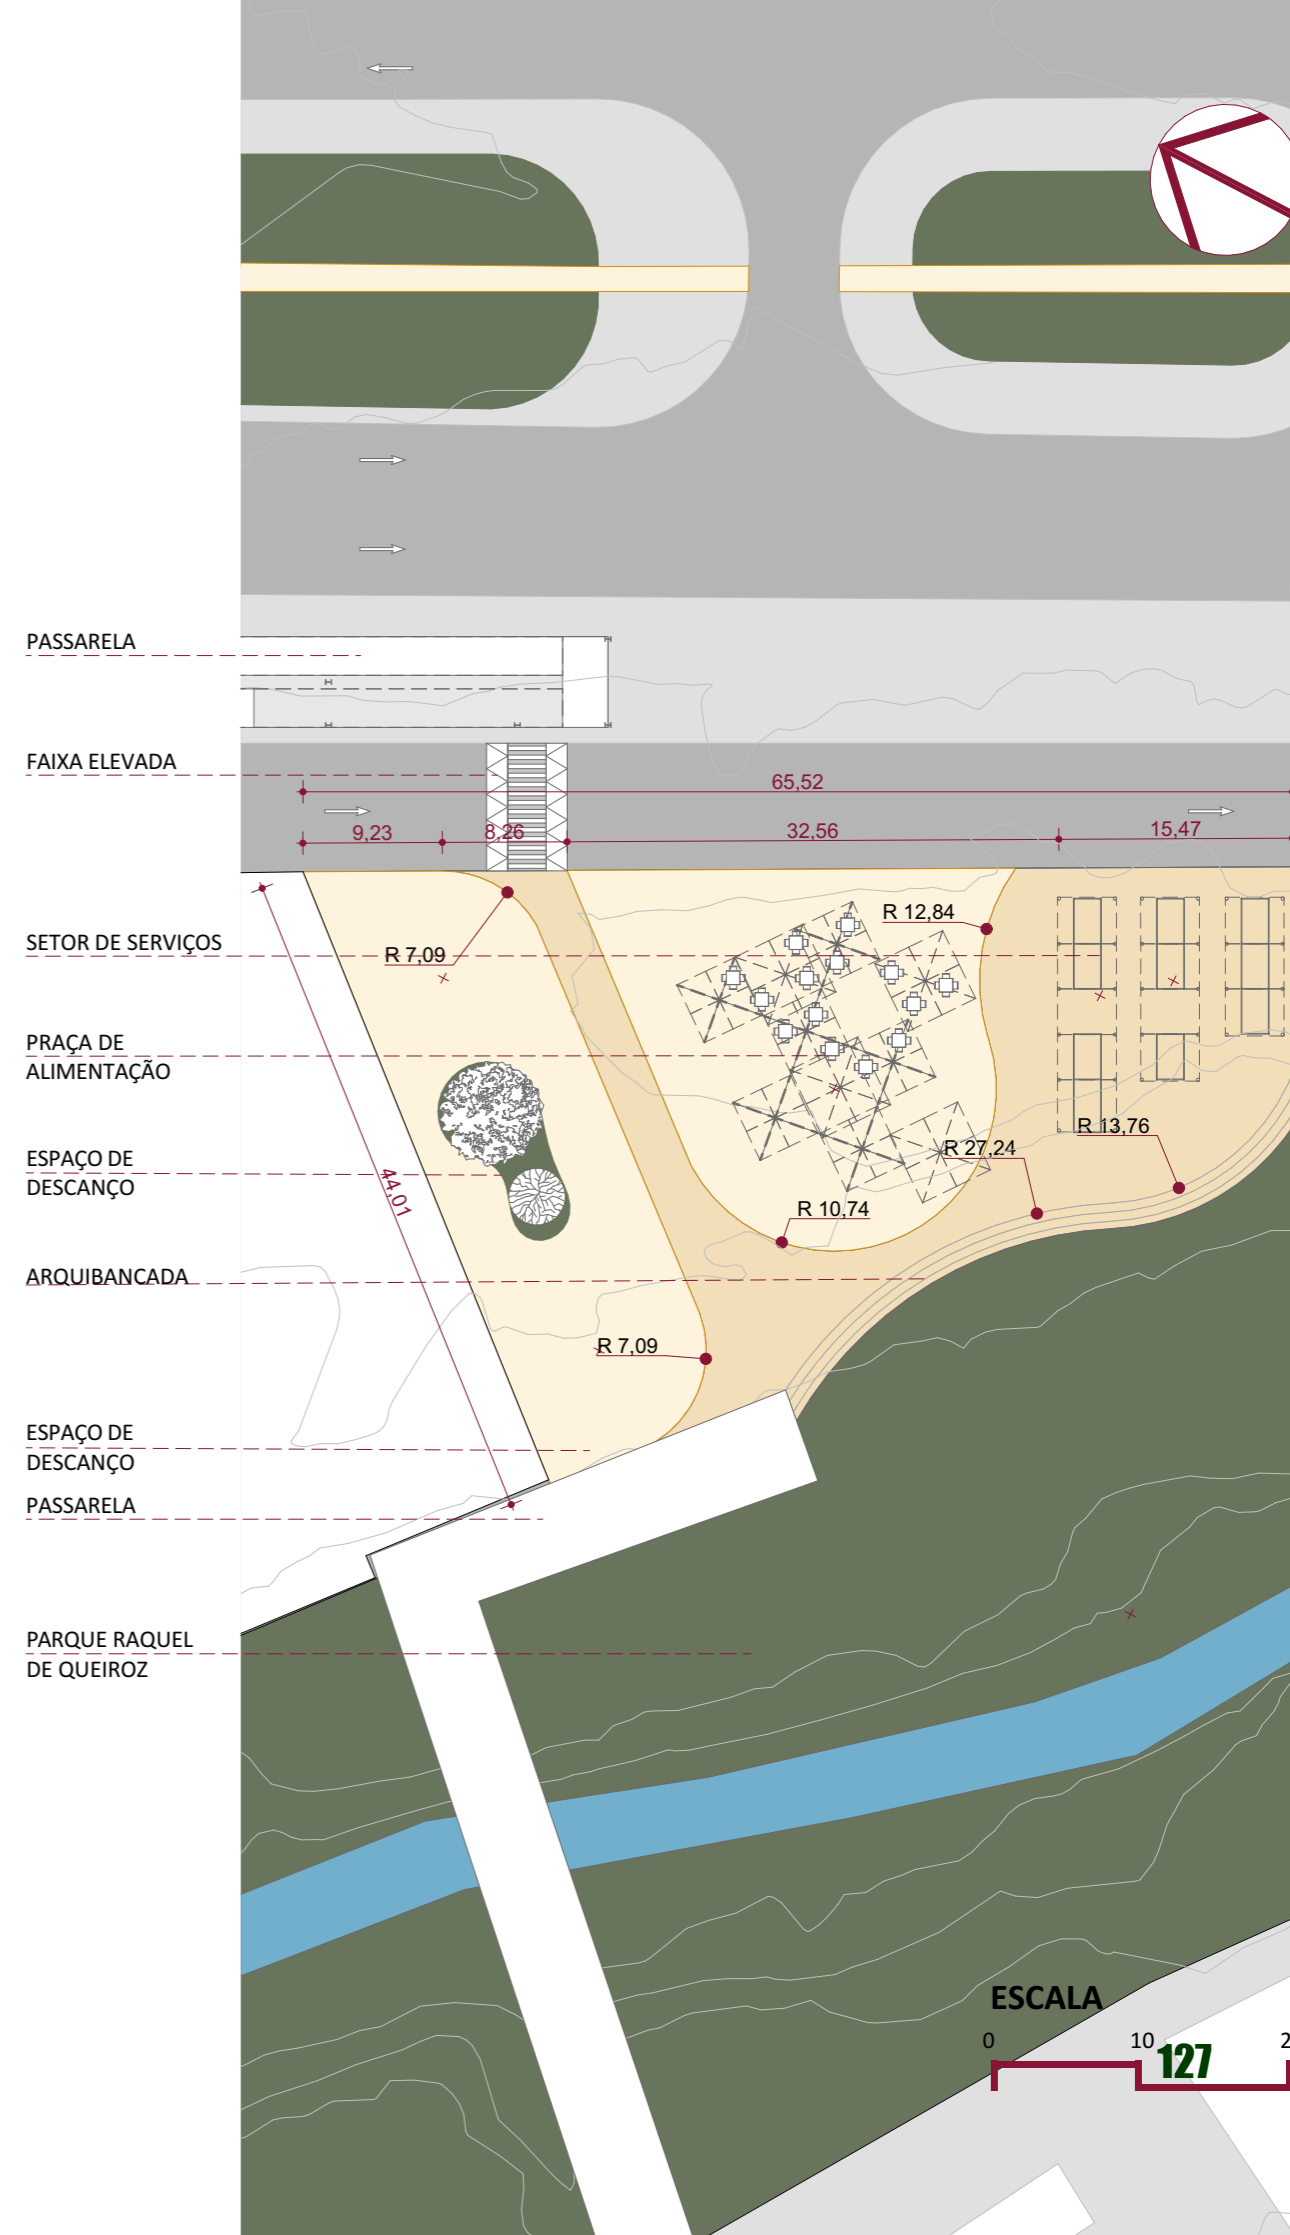 PASSARELA
FAIXA ELEVADA
65,52
9,23
8,26
32,56
15,47
R 12,84
SETOR DE SERVIÇOS
R 7,09
PRAÇA DE
ALIMENTAÇÃO
R 13,76
R 27,24
ESPAÇO DE
DESCANÇO
44,01
R 10,74
ARQUIBANCADA
R 7,09
ESPAÇO DE
DESCANÇO
PASSARELA
PARQUE RAQUEL
DE QUEIROZ
ESCALA
0 10 2
127